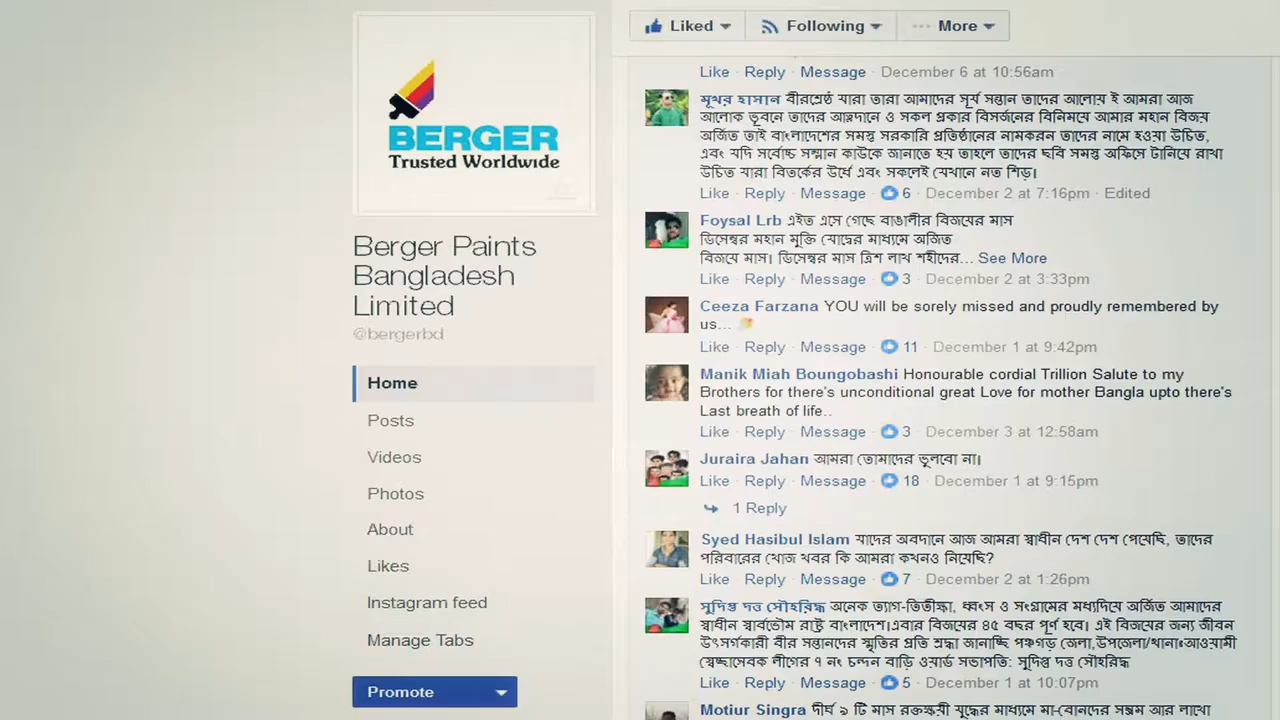 BERGER
Trusted Worldwide
Berger Paints
Bangladesh
Limited
@bergerbd
Home
Posts
Videos
Photos
About
Likes
Instagram feed
Manage Tabs
Promote
Liked
Following
More
Like · Reply · Message · December 6 at 10:56am
মূখর হাসান বীরশ্রেষ্ঠ যারা তারা আমাদের সূর্য সন্তান তাদের আলোয় ই আমরা আজ
আলোক ভূবনে তাদের আত্নদানে ও সকল প্রকার বিসর্জনের বিনিময়ে আমার মহান বিজয়
অর্জিত তাই বাংলাদেশের সমস্ত সরকারি প্রতিষ্ঠানের নামকরন তাদের নামে হওয়া উচিত,
এবং যদি সর্বোচ্চ সন্মান কাউকে জানাতে হয় তাহলে তাদের ছবি সমস্ত অফিসে টানিয়ে রাখা
উচিত যারা বিতর্কের উর্ধে এবং সকলেই যেখানে নত শিড়।
Like · Reply · Message · 6 · December 2 at 7:16pm · Edited
Foysal Lrb এইত এসে গেছে বাঙালীর বিজয়ের মাস
ডিসেম্বর মহান মুক্তি যোদ্ধের মাধ্যমে অর্জিত
বিজয়ে মাস। ডিসেম্বর মাস ত্রিশ লাখ শহীদের... See More
Like · Reply · Message · 3 · December 2 at 3:33pm
Ceeza Farzana YOU will be sorely missed and proudly remembered by
us...
Like · Reply · Message · 11 · December 1 at 9:42pm
Manik Miah Boungobashi Honourable cordial Trillion Salute to my
Brothers for there's unconditional great Love for mother Bangla upto there's
Last breath of life..
Like · Reply · Message · 3 · December 3 at 12:58am
Juraira Jahan আমরা তোমাদের ভুলবো না।
Like · Reply · Message · 18 · December 1 at 9:15pm
1 Reply
Syed Hasibul Islam যাদের অবদানে আজ আমরা স্বাধীন দেশ দেশ পেয়েছি, তাদের
পরিবারের খোজ খবর কি আমরা কখনও নিয়েছি?
Like · Reply · Message · 7 · December 2 at 1:26pm
সুদিপ্ত দত্ত সৌহরিদ্ধ অনেক ত্যাগ-তিতীক্ষা, ধ্বংস ও সংগ্রামের মধ্যদিয়ে অর্জিত আমাদের
স্বাধীন স্বার্বতৌম রাষ্ট্র বাংলাদেশ।এবার বিজয়ের ৪৫ বছর পূর্ণ হবে। এই বিজয়ের জন্য জীবন
উৎসর্গকারী বীর সন্তানদের স্মৃতির প্রতি শ্রদ্ধা জানাচ্ছি পঞ্চগড় জেলা,উপজেলা/থানাঃআওয়ামী
স্বেচ্ছাসেবক লীগের ৭ নং চন্দন বাড়ি ওয়ার্ড সভাপতি: সুদিপ্ত দত্ত সৌহরিদ্ধ
Like · Reply · Message · 5 · December 1 at 10:07pm
Motiur Singra দীর্ঘ ৯ টি মাস রক্তক্ষয়ী যুদ্ধের মাধ্যমে মা-বোনদের সম্ভ্রম আর লাখো